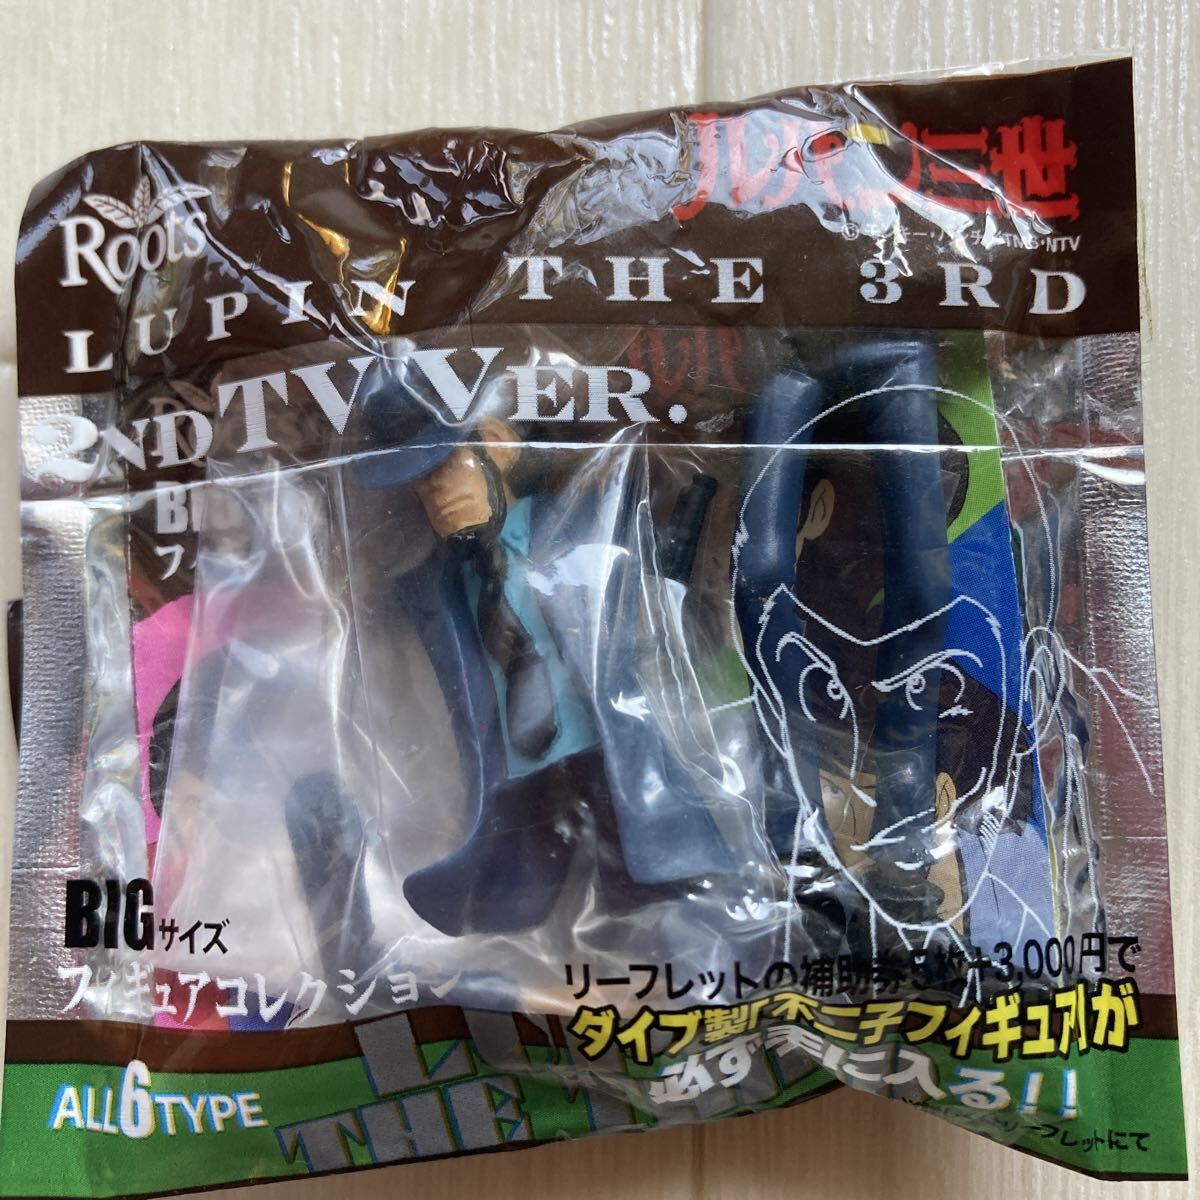 Roots
ルパン三世
LUPIN THE 3RD
2ND TV VER.
BIGサイズ
フィギュアコレクション
ALL6TYPE
リーフレットの補助券5枚+3,000円で
ダイブ製「不二子フィギュア」が
必ず手に入る!!